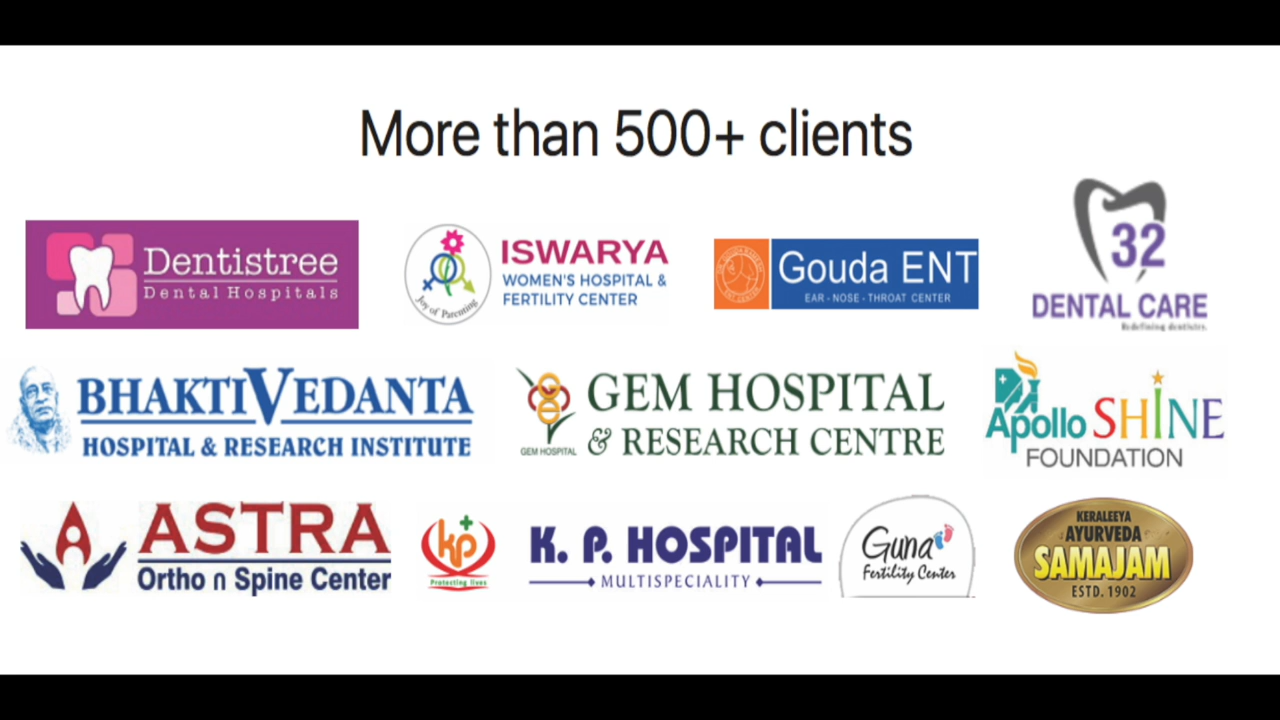 More than 500+ clients
Dentistree
Dental Hospitals
Joy of Parenting
ISWARYA
WOMEN'S HOSPITAL &
FERTILITY CENTER
Gouda ENT
EAR - NOSE - THROAT CENTER
32
DENTAL CARE
Redefining dentistry.
BHAKTIVEDANTA
HOSPITAL & RESEARCH INSTITUTE
GEM HOSPITAL
GEM HOSPITAL
& RESEARCH CENTRE
Apollo SHINE
FOUNDATION
ASTRA
Ortho n Spine Center
kp
Protecting lives
K. P. HOSPITAL
MULTISPECIALITY
Guna
Fertility Center
KERALEEYA
AYURVEDA
SAMAJAM
ESTD. 1902